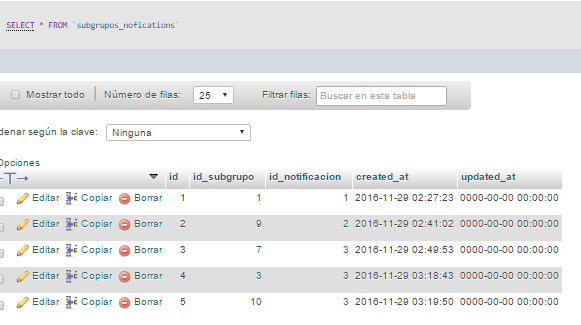 SELECT * FROM `subgrupos_nofications`
Mostrar todo Número de filas: 25 Filtrar filas: Buscar en esta tabla
denar según la clave: Ninguna
Opciones
id id_subgrupo id_notificacion created_at updated_at
Editar Copiar Borrar 1 1 1 2016-11-29 02:27:23 0000-00-00 00:00:00
Editar Copiar Borrar 2 9 2 2016-11-29 02:41:02 0000-00-00 00:00:00
Editar Copiar Borrar 3 7 3 2016-11-29 02:49:53 0000-00-00 00:00:00
Editar Copiar Borrar 4 3 3 2016-11-29 03:18:43 0000-00-00 00:00:00
Editar Copiar Borrar 5 10 3 2016-11-29 03:19:50 0000-00-00 00:00:00